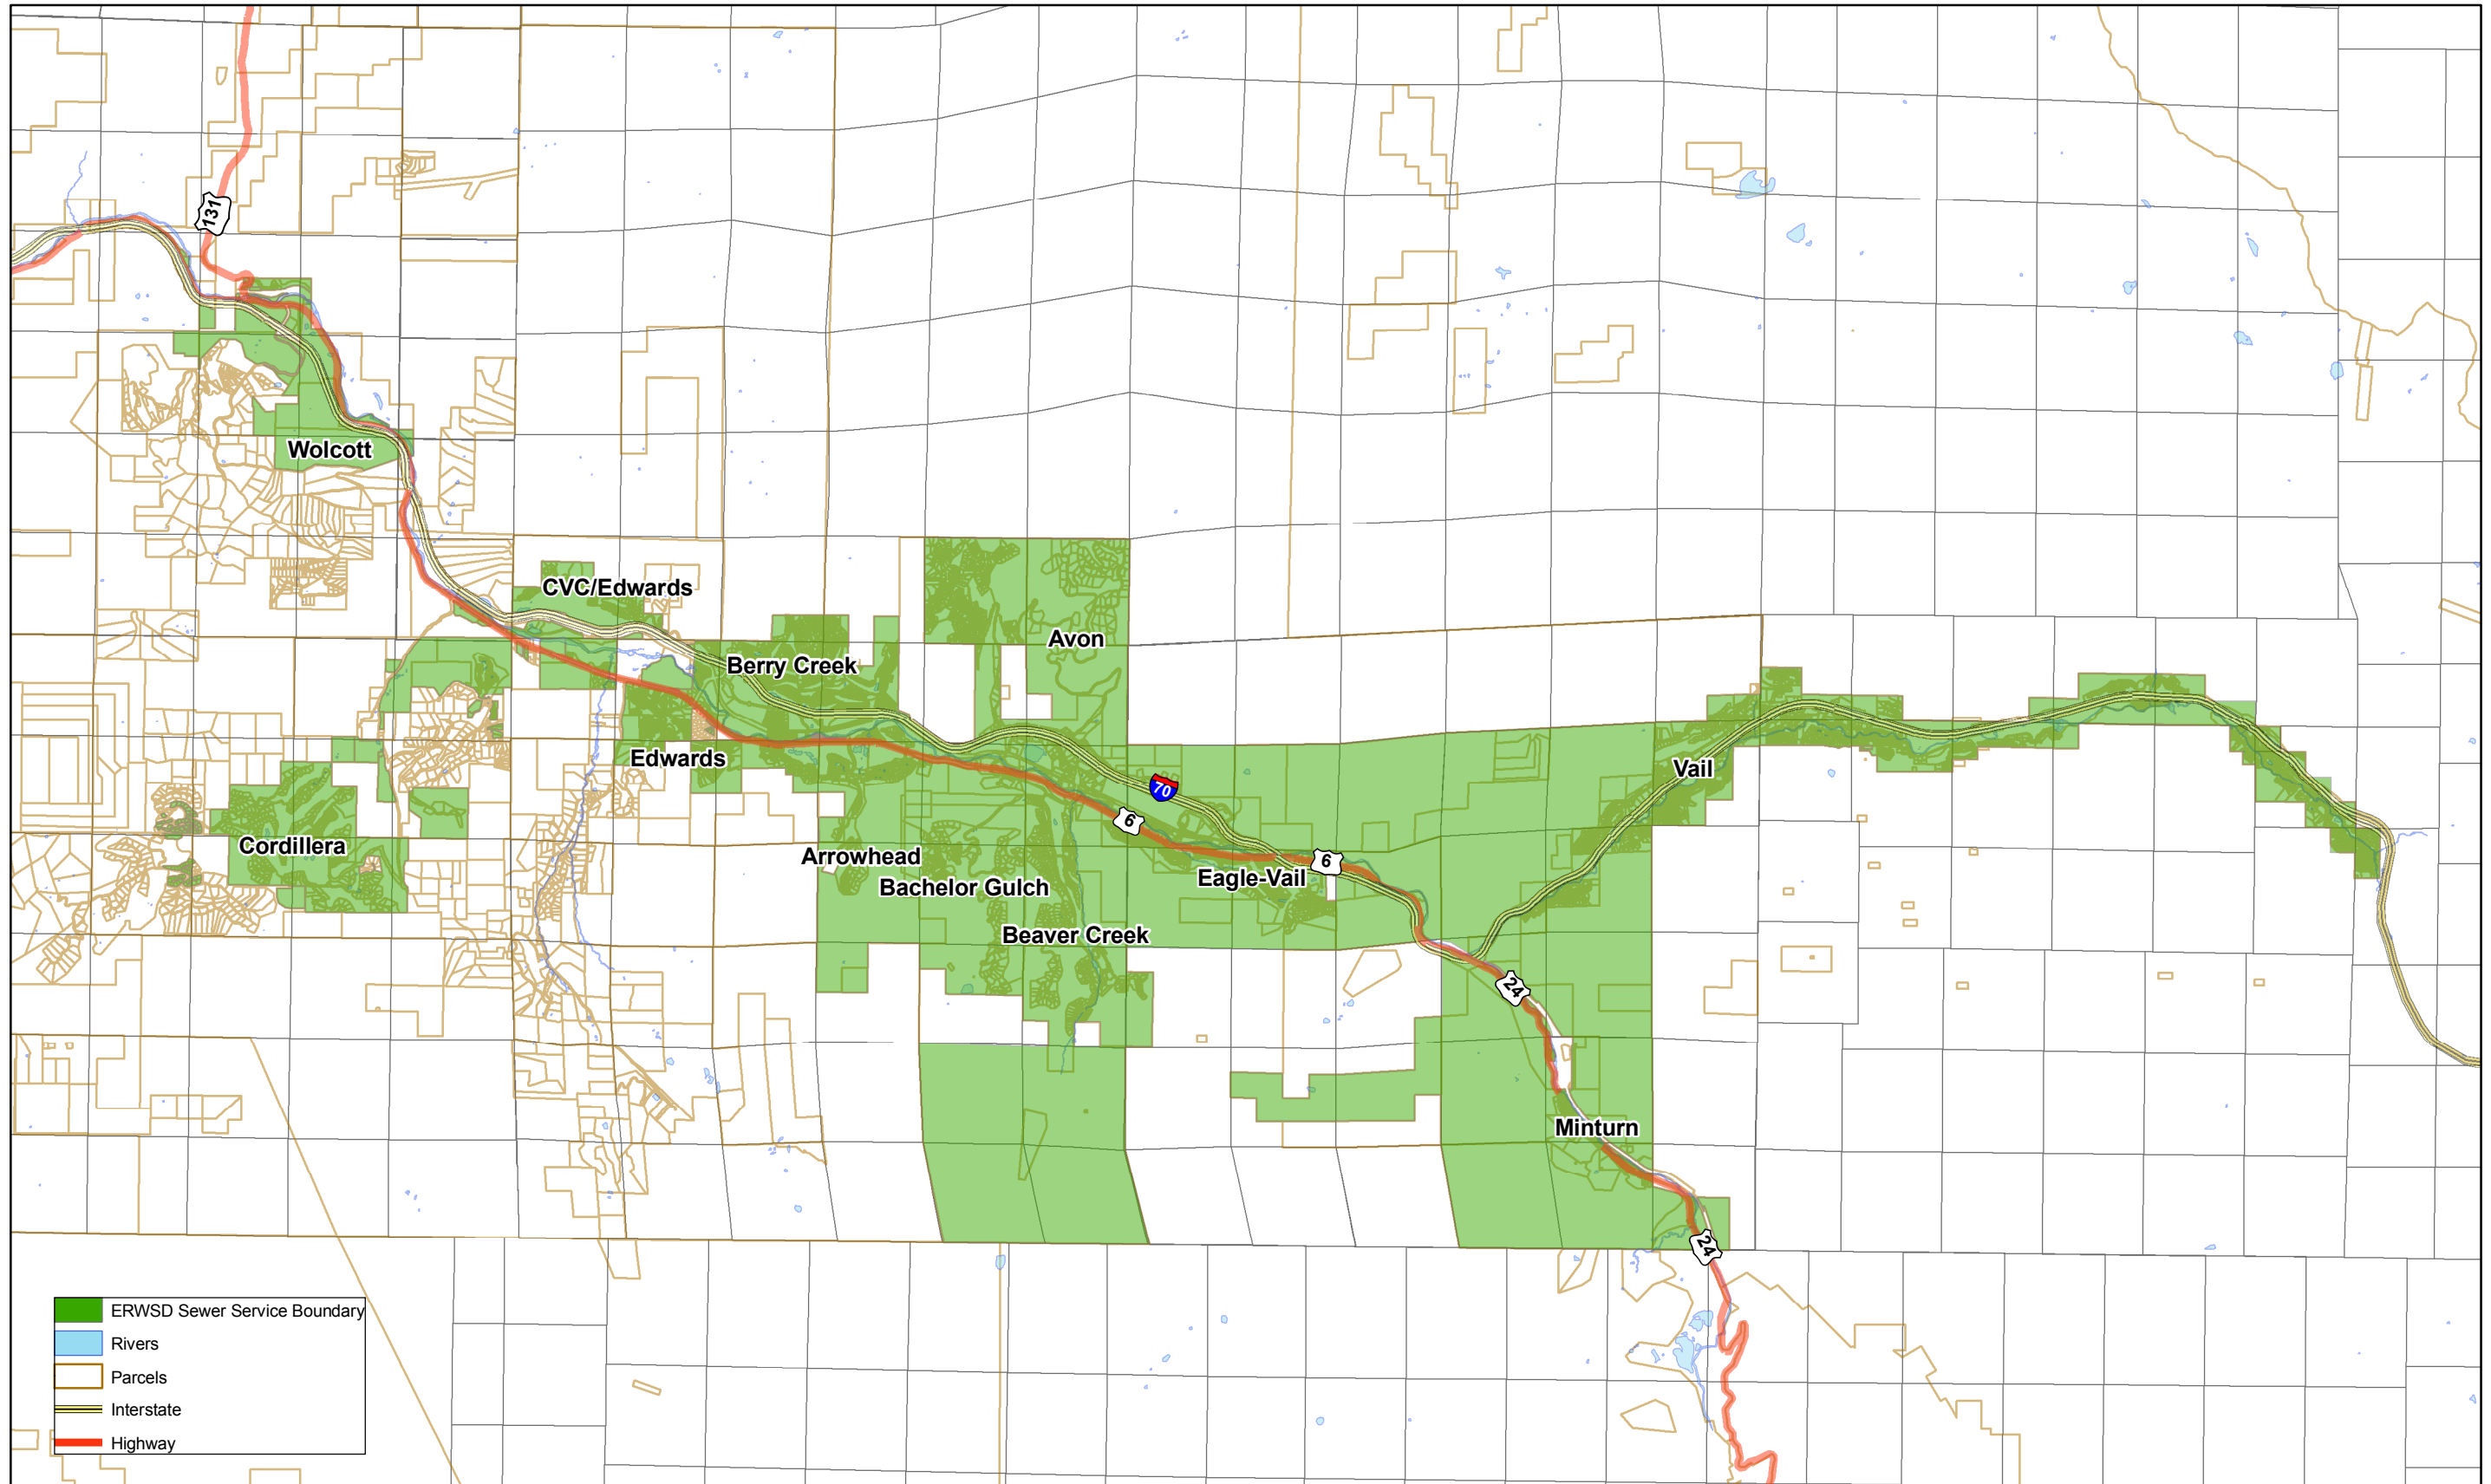 131
Wolcott
CVC/Edwards
Avon
Berry Creek
Edwards
Vail
70
6
Cordillera
Arrowhead
6
Eagle-Vail
Bachelor Gulch
Beaver Creek
24
Minturn
24
ERWSD Sewer Service Boundary
Rivers
Parcels
Interstate
Highway